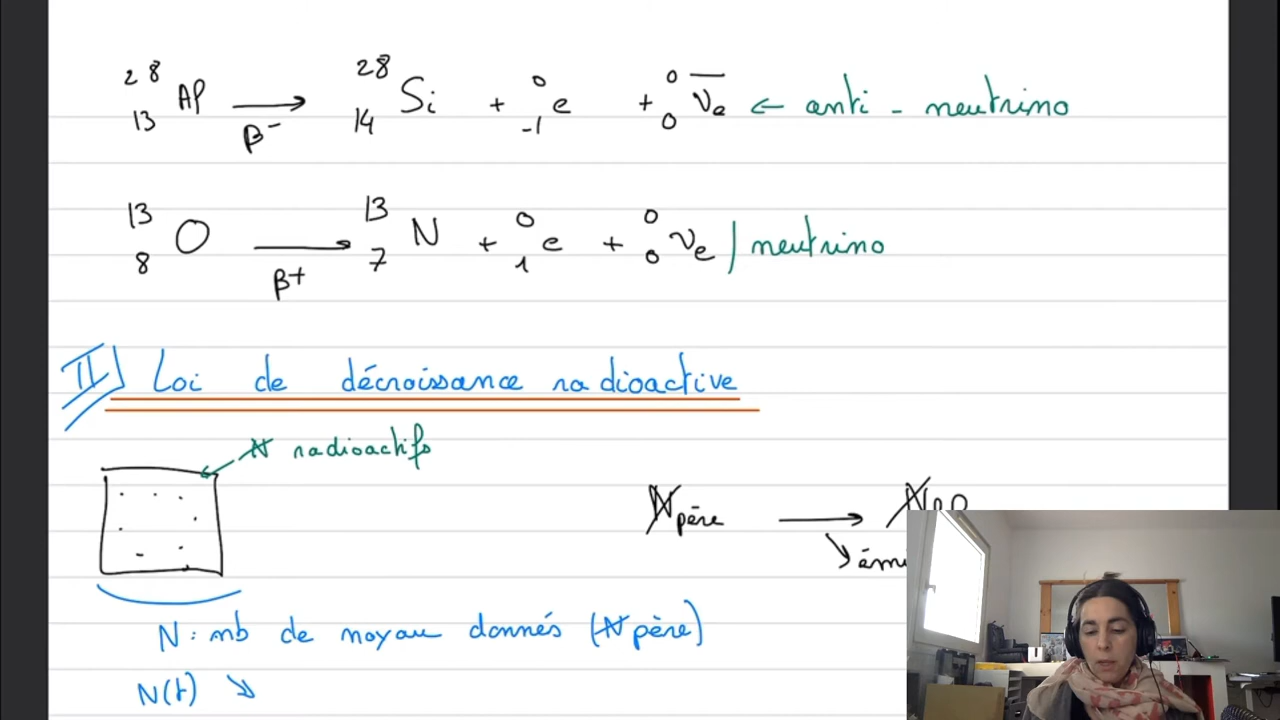 28 13 Al → β⁻ 28 14 Si + 0 -1 e + 0 0 ν̅e ← anti-neutrino
13 8 O → β+ 13 7 N + 0 1 e + 0 0 νe / neutrino
II) Loi de décroissance radioactive
N radioactifs
N père →
N : nb de noyau donnés (N père)
N(t) ↘